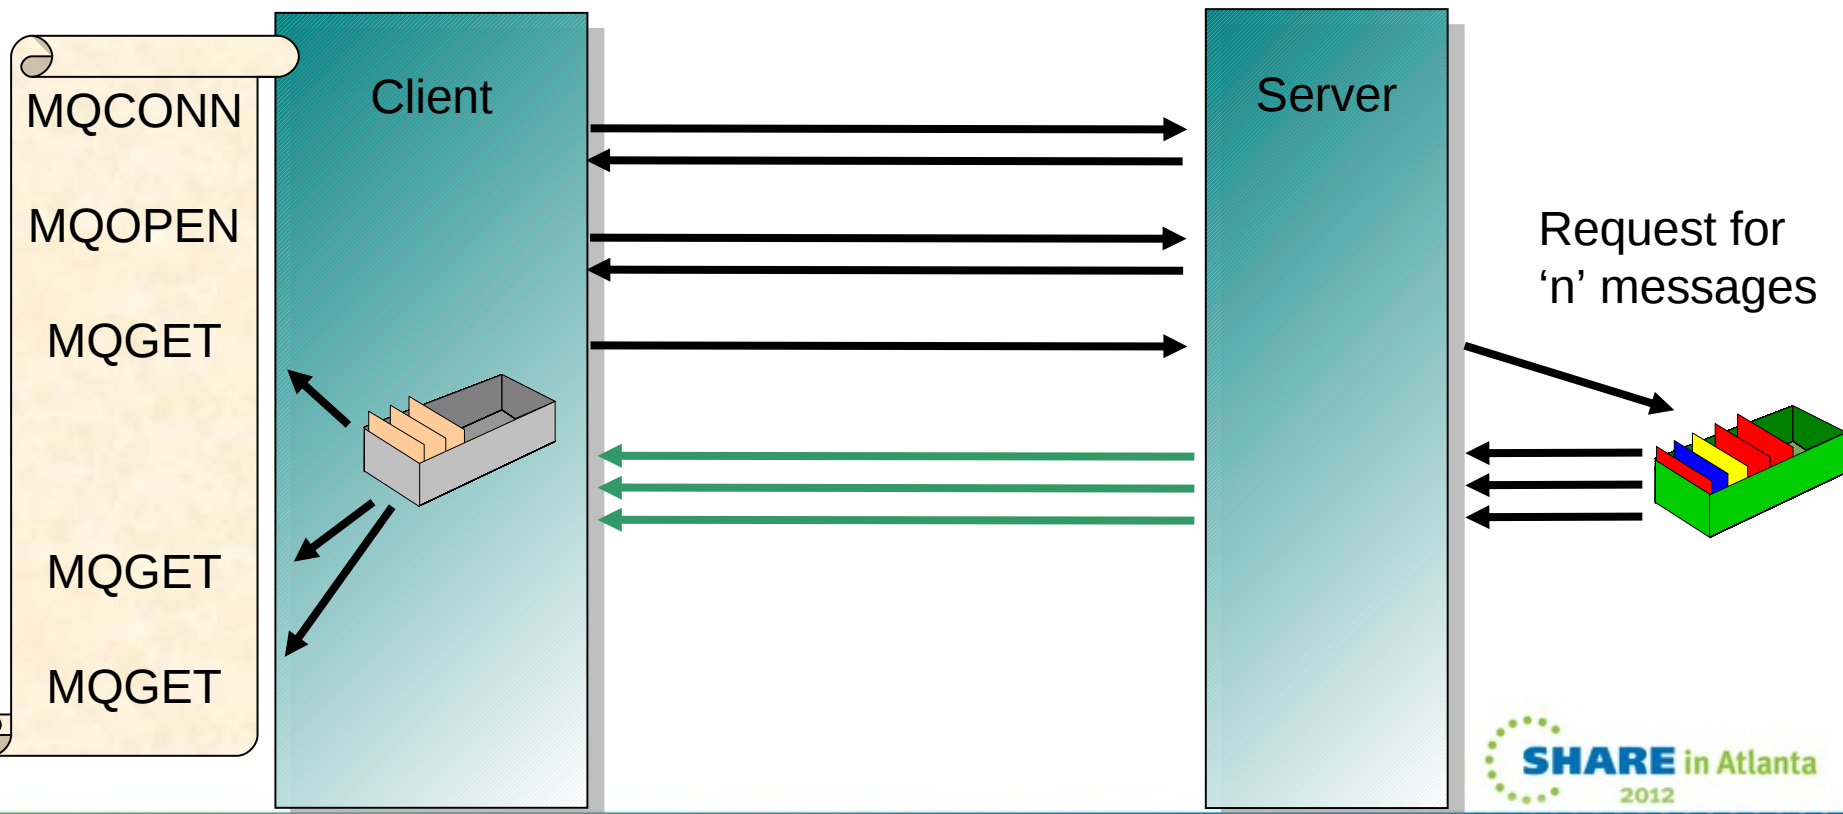 MQCONN
MQOPEN
MQGET
MQGET
MQGET
Client
Server
Request for
‘n’ messages
SHARE in Atlanta
2012